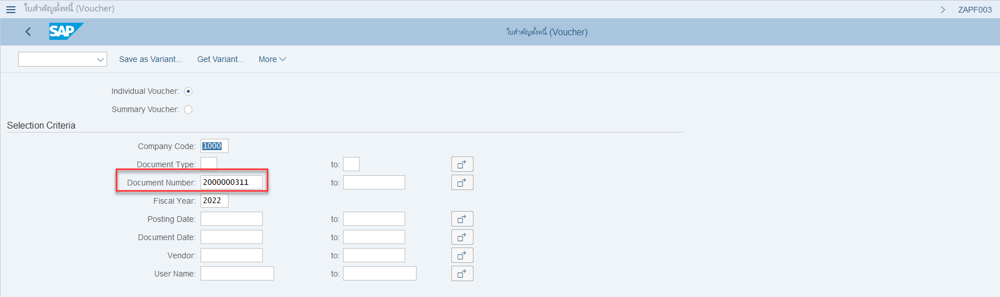 ใบสำคัญตั้งหนี้ (Voucher)
ZAPF003
SAP
ใบสำคัญตั้งหนี้ (Voucher)
Save as Variant... Get Variant... More
Individual Voucher:
Summary Voucher:
Selection Criteria
Company Code: 1000
Document Type: to:
Document Number: 2000000311 to:
Fiscal Year: 2022
Posting Date: to:
Document Date: to:
Vendor: to:
User Name: to: